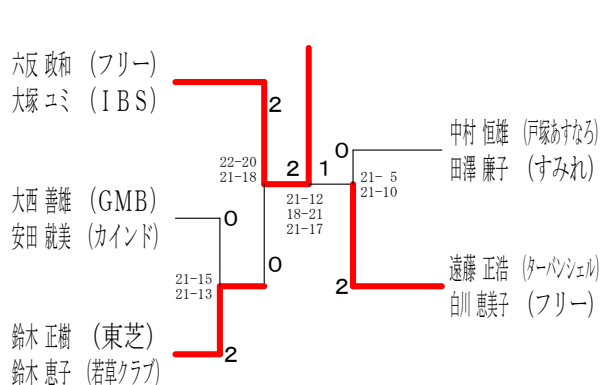 六反 政和 (フリー)
大塚 ユミ (IBS)
2
22-20
21-18
2
1
21-12
18-21
21-17
0
中村 恒雄 (戸塚あすなろ)
田澤 廉子 (すみれ)
21- 5
21-10
大西 善雄 (GMB)
安田 就美 (カインド)
0
0
21-15
21-13
2
遠藤 正浩 (ターバンシェル)
白川 恵美子 (フリー)
鈴木 正樹 (東芝)
鈴木 恵子 (若草クラブ)
2